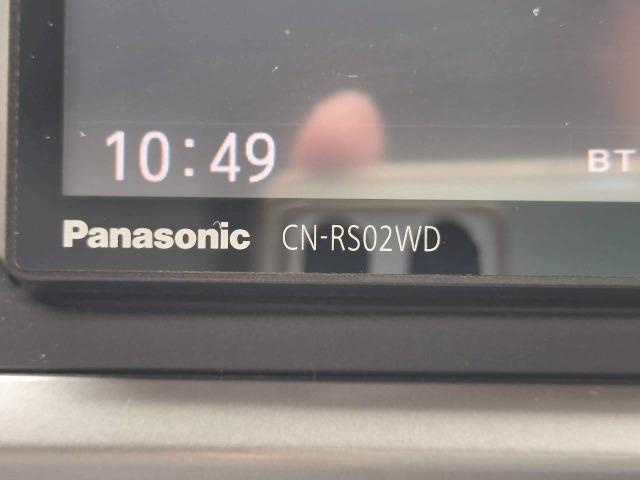 10:49
BT
Panasonic CN-RS02WD